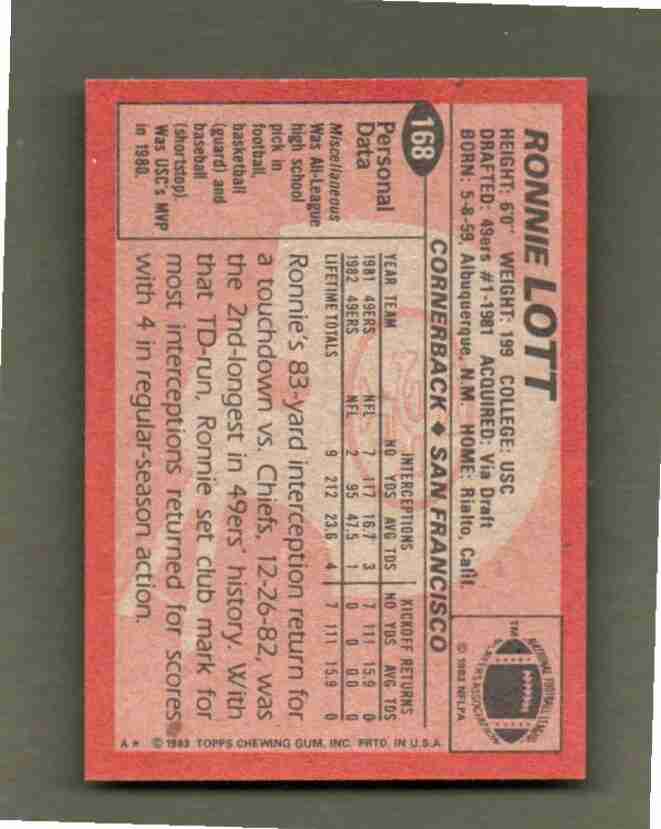 168
RONNIE LOTT
HEIGHT: 6'0" WEIGHT: 199 COLLEGE: USC
DRAFTED: 49ers #1-1981 ACQUIRED: Via Draft
BORN: 5-8-59, Albuquerque, N.M. HOME: Rialto, Calif.
NATIONAL FOOTBALL LEAGUE
PLAYERS ASSOCIATION
TM
© 1983 NFLPA
CORNERBACK ◆ SAN FRANCISCO
Personal
Data
Miscellaneous
Was All-League
high school
pick in
football,
basketball
(guard) and
baseball
(shortstop).
Was USC's MVP
in 1980.
INTERCEPTIONS KICKOFF RETURNS
YEAR TEAM NO YDS AVG TDS NO YDS AVG TDS
1981 49ERS NFL 7 117 16.7 3 7 111 15.9 0
1982 49ERS NFL 2 95 47.5 1 0 0 0.0 0
LIFETIME TOTALS 9 212 23.6 4 7 111 15.9 0
Ronnie's 83-yard interception return for
a touchdown vs. Chiefs, 12-26-82, was
the 2nd-longest in 49ers' history. With
that TD-run, Ronnie set club mark for
most interceptions returned for scores
with 4 in regular-season action.
A* © 1983 TOPPS CHEWING GUM, INC. PRTD. IN U.S.A.